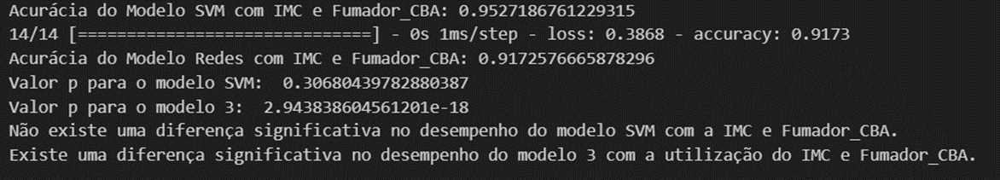 Acurácia do Modelo SVM com IMC e Fumador_CBA: 0.9527186761229315
14/14 [==============================] - 0s 1ms/step - loss: 0.3868 - accuracy: 0.9173
Acurácia do Modelo Redes com IMC e Fumador_CBA: 0.9172576665878296
Valor p para o modelo SVM:  0.30680439782880387
Valor p para o modelo 3:  2.943838604561201e-18
Não existe uma diferença significativa no desempenho do modelo SVM com a IMC e Fumador_CBA.
Existe uma diferença significativa no desempenho do modelo 3 com a utilização do IMC e Fumador_CBA.